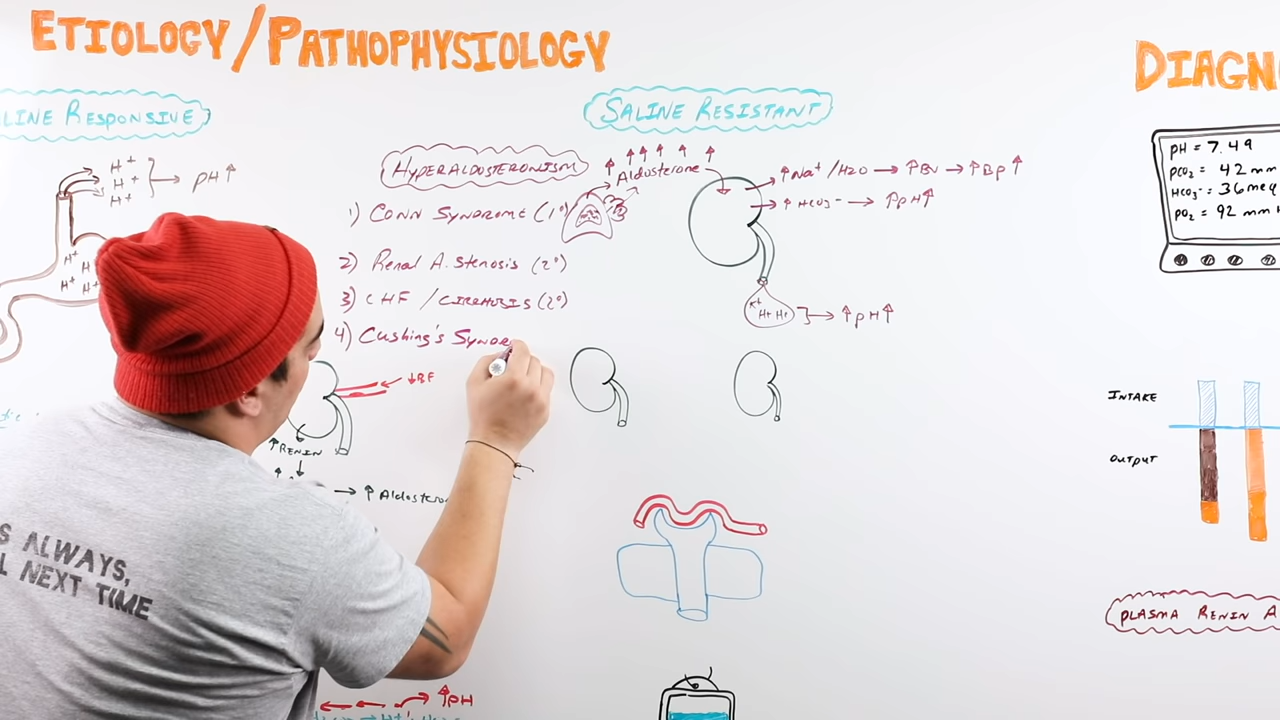 ETIOLOGY/PATHOPHYSIOLOGY
DIAGN
LINE RESPONSIVE
SALINE RESISTANT
H+
H+
H+
→ pH↑
HYPERALDOSTERONISM
↑ ↑↑↑ ↑ ↑
Aldosterone
↑Na+/H2O → ↑BV → ↑BP↑
↑HCO3- → ↑pH↑
1) CONN SYNDROME (1°)
2) Renal A. Stenosis (2°)
3) CHF / CIRRHOSIS (2°)
4) Cushing's Syndr
H+ H
H+ H+
K+
H+ H+
→ ↑pH↑
pH = 7.49
pCO2 = 42 mm
HCO3- = 36 meq
pO2 = 92 mm H
↓BF
↑RENIN
→ ↑ Aldosteron
INTAKE
OUTPUT
S ALWAYS,
L NEXT TIME
PLASMA RENIN A
↑pH